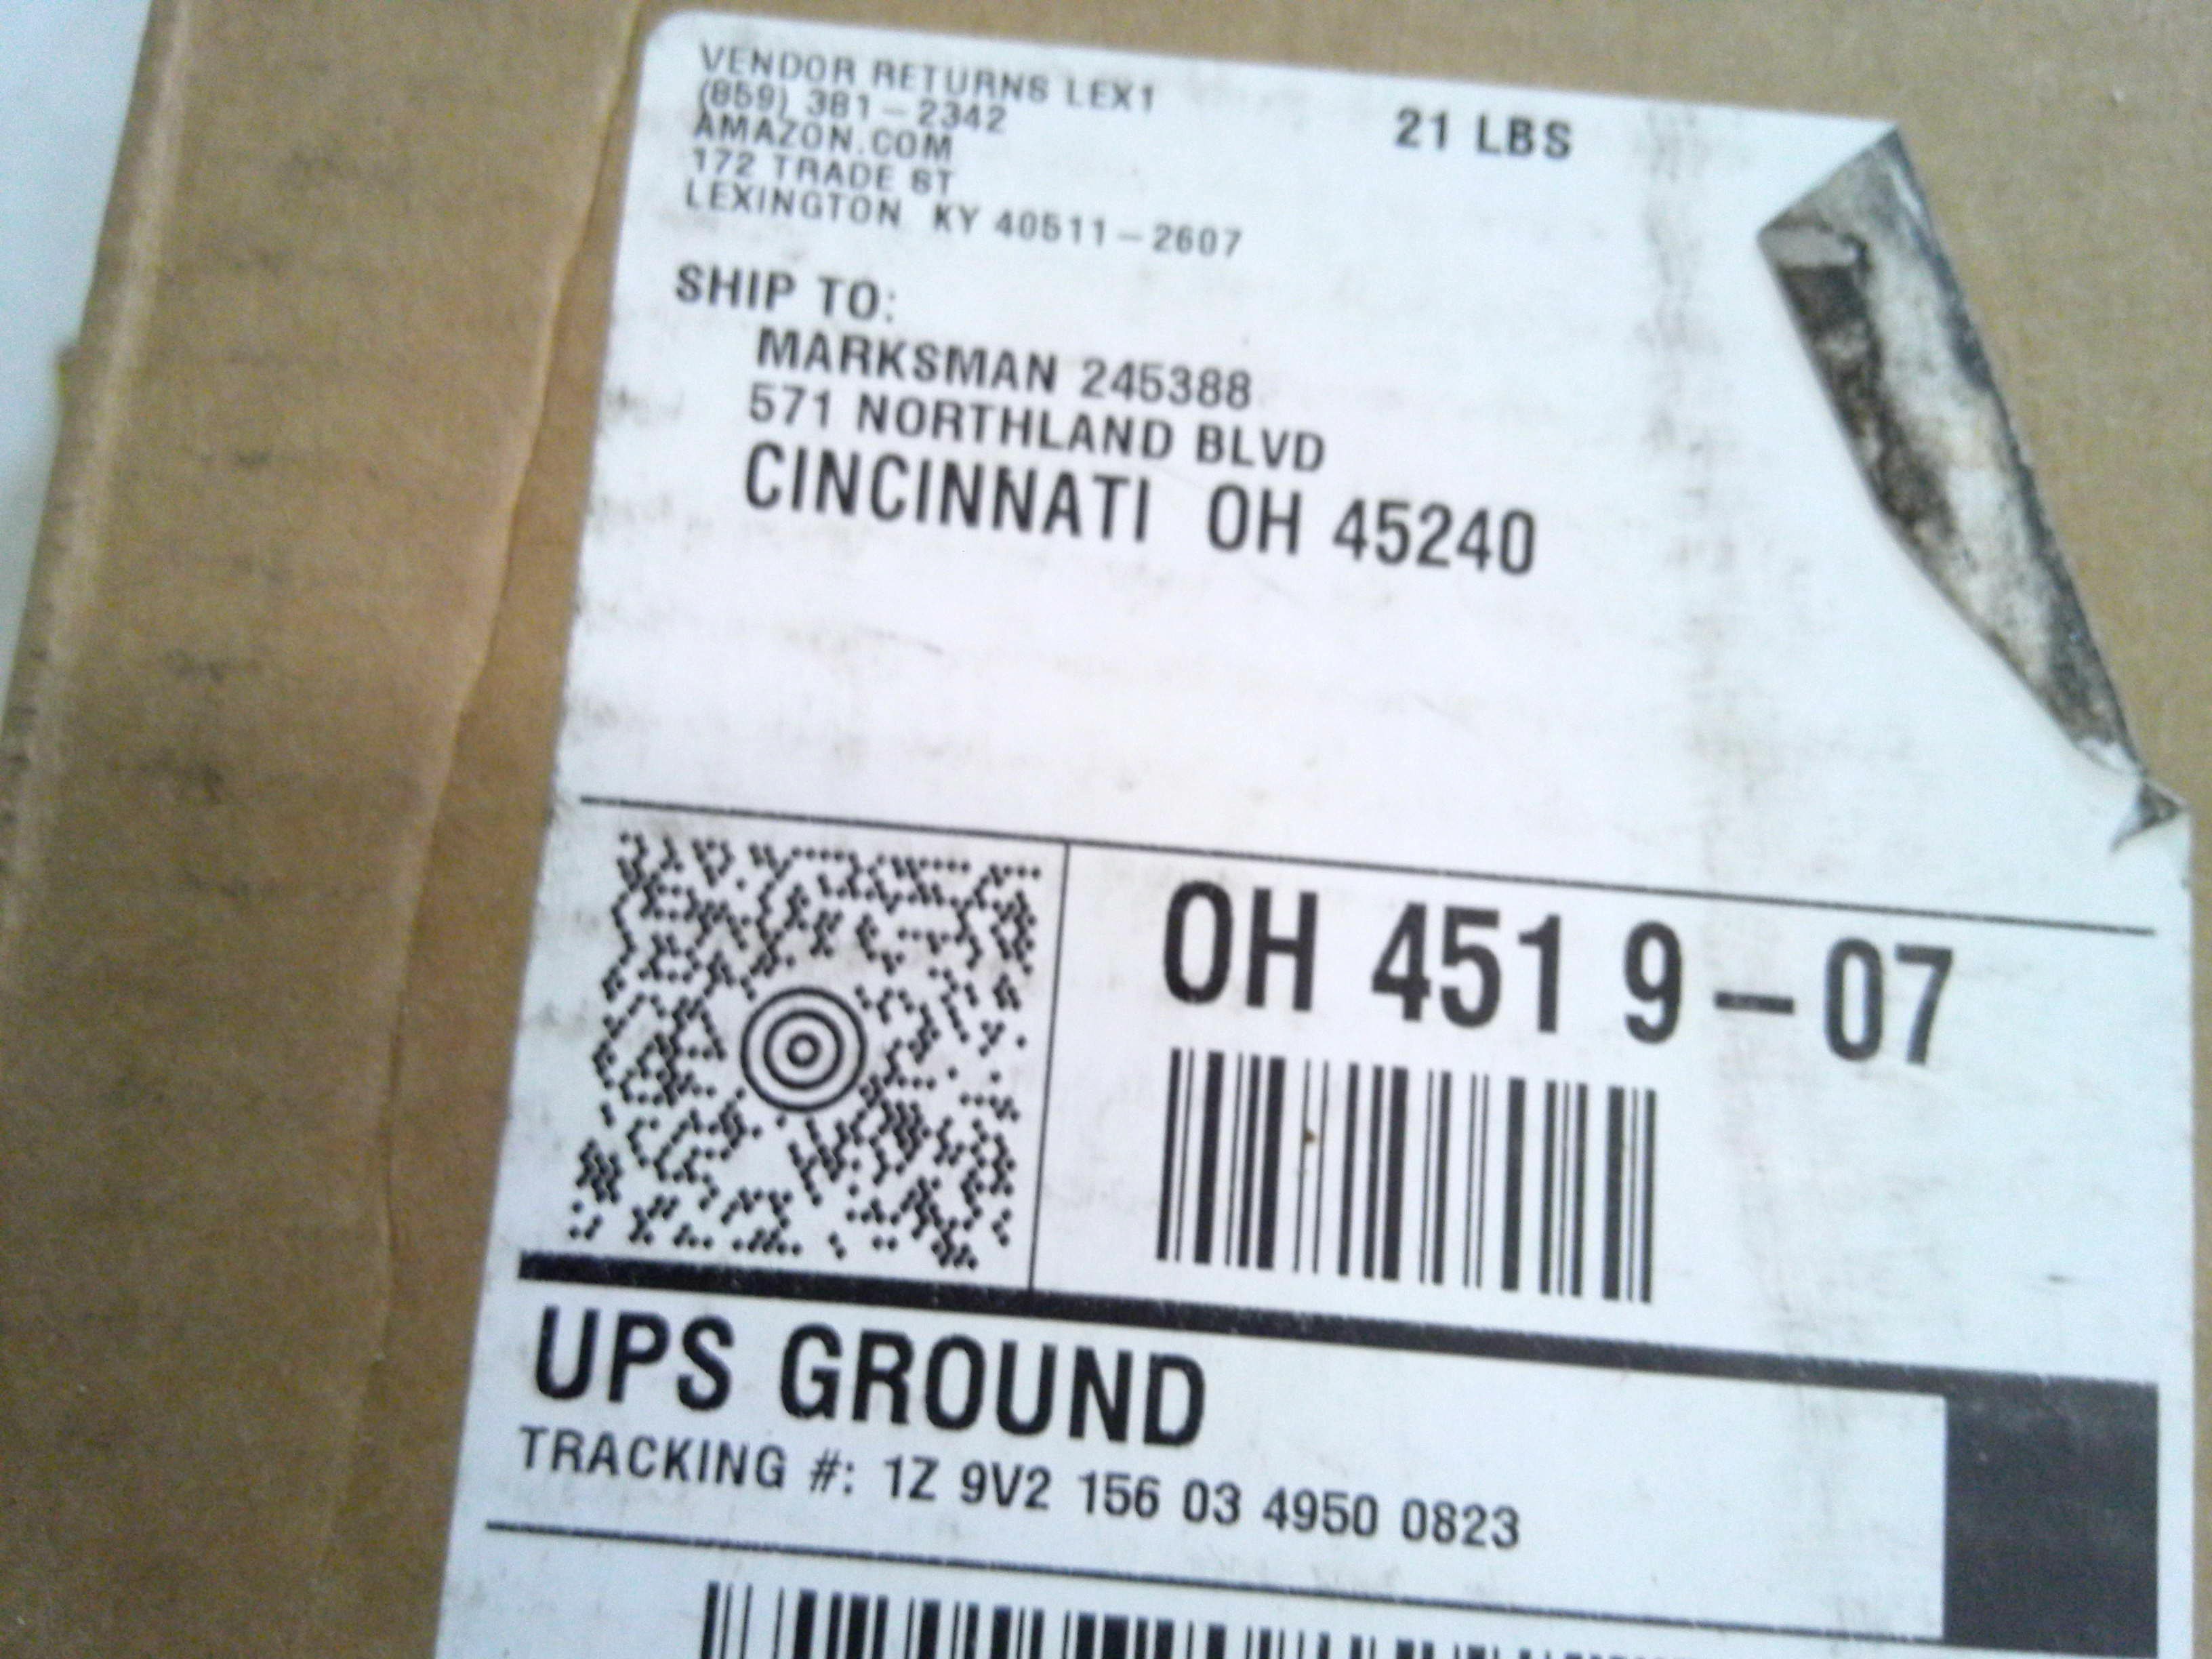 VENDOR RETURNS LEX1
(859) 381-2342
AMAZON.COM
172 TRADE ST
LEXINGTON KY 40511-2607
21 LBS
SHIP TO:
MARKSMAN 245388
571 NORTHLAND BLVD
CINCINNATI OH 45240
OH 451 9-07
UPS GROUND
TRACKING #: 1Z 9V2 156 03 4950 0823